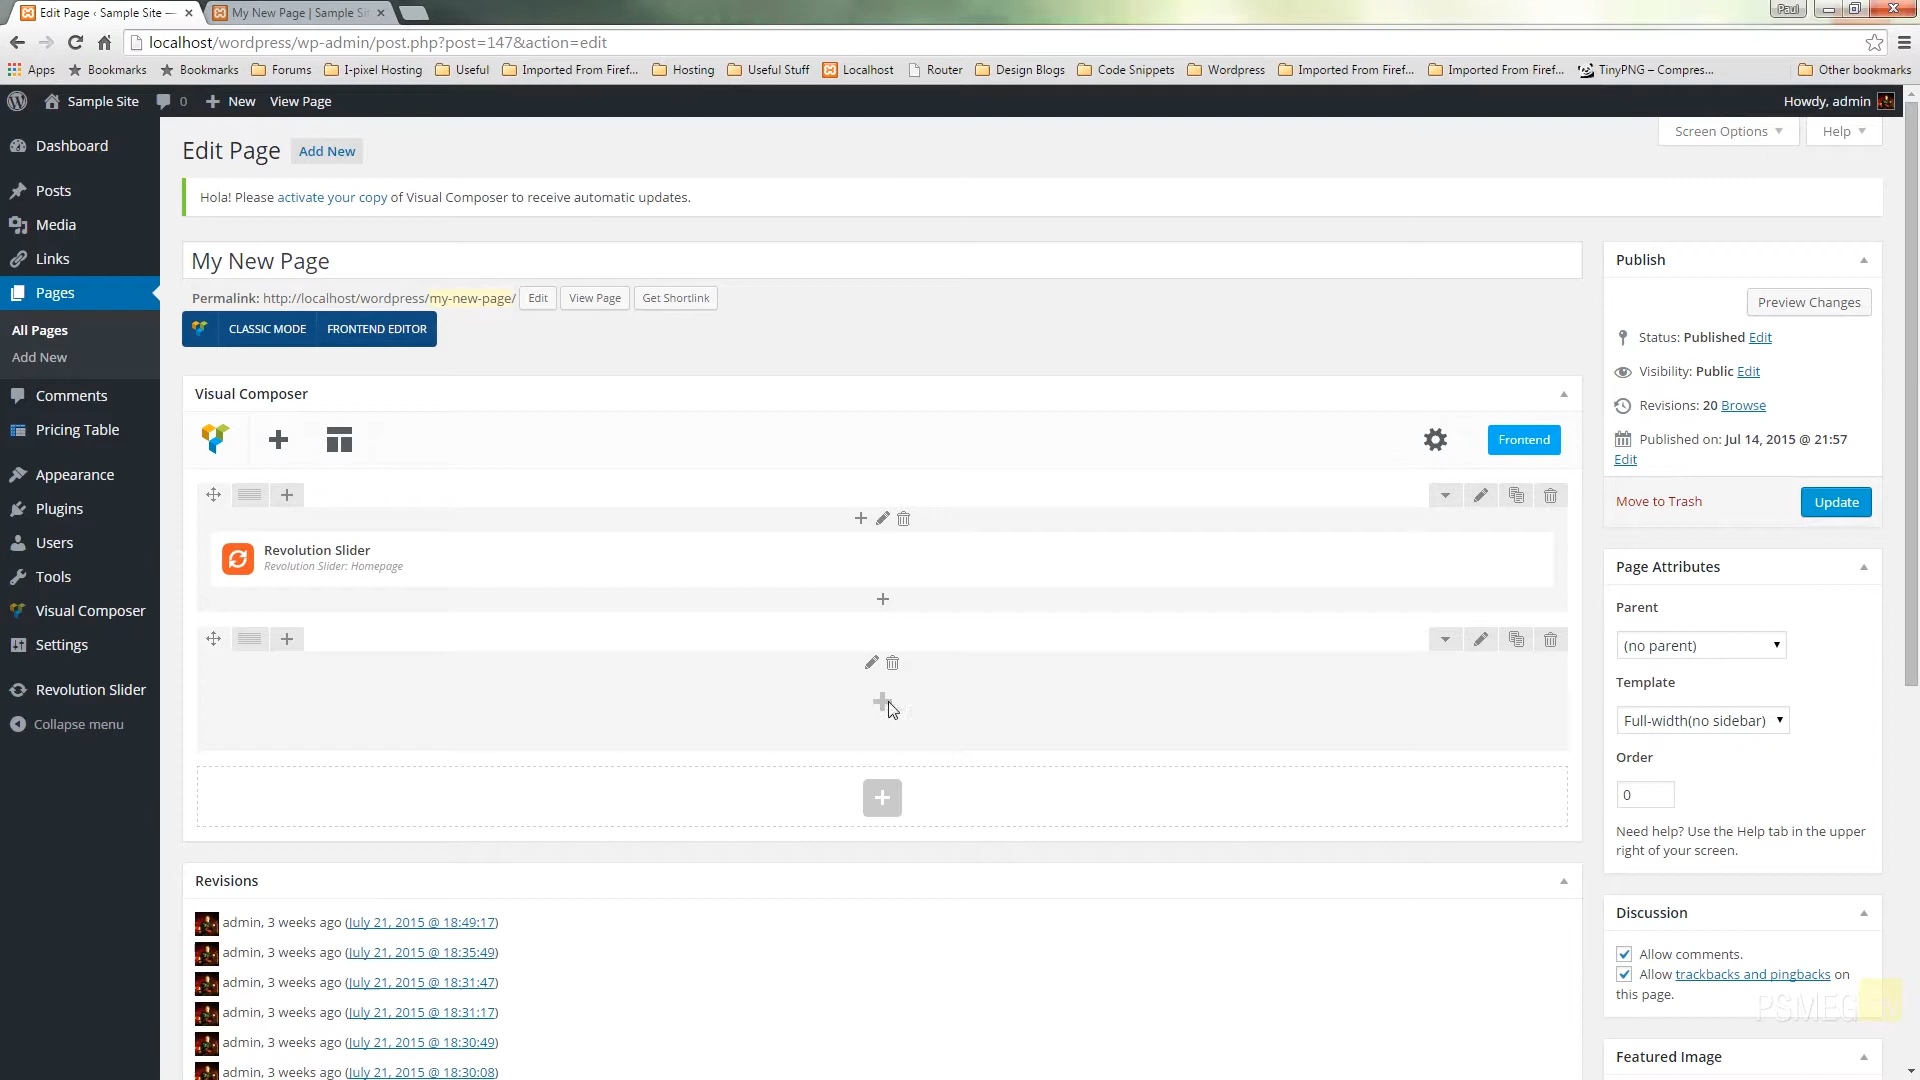 Edit Page ‹ Sample Site —
My New Page | Sample Sit
Paul
localhost/wordpress/wp-admin/post.php?post=147&action=edit
Apps
Bookmarks
Bookmarks
Forums
I-pixel Hosting
Useful
Imported From Firef...
Hosting
Useful Stuff
Localhost
Router
Design Blogs
Code Snippets
Wordpress
Imported From Firef...
Imported From Firef...
TinyPNG – Compres...
Other bookmarks
Sample Site
0
New
View Page
Howdy, admin
Dashboard
Posts
Media
Links
Pages
All Pages
Add New
Comments
Pricing Table
Appearance
Plugins
Users
Tools
Visual Composer
Settings
Revolution Slider
Collapse menu
Screen Options
Help
Edit Page
Add New
Hola! Please activate your copy of Visual Composer to receive automatic updates.
My New Page
Permalink: http://localhost/wordpress/my-new-page/
Edit
View Page
Get Shortlink
CLASSIC MODE
FRONTEND EDITOR
Visual Composer
Frontend
Revolution Slider
Revolution Slider: Homepage
Revisions
admin, 3 weeks ago (July 21, 2015 @ 18:49:17)
admin, 3 weeks ago (July 21, 2015 @ 18:35:49)
admin, 3 weeks ago (July 21, 2015 @ 18:31:47)
admin, 3 weeks ago (July 21, 2015 @ 18:31:17)
admin, 3 weeks ago (July 21, 2015 @ 18:30:49)
admin, 3 weeks ago (July 21, 2015 @ 18:30:08)
Publish
Preview Changes
Status: Published Edit
Visibility: Public Edit
Revisions: 20 Browse
Published on: Jul 14, 2015 @ 21:57
Edit
Move to Trash
Update
Page Attributes
Parent
(no parent)
Template
Full-width(no sidebar)
Order
0
Need help? Use the Help tab in the upper
right of your screen.
Discussion
Allow comments.
Allow trackbacks and pingbacks on
this page.
PSMEG
Featured Image